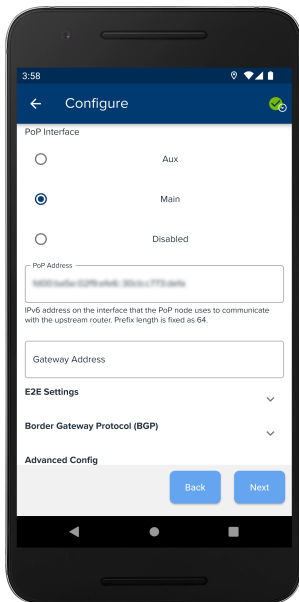 3:58
Configure
PoP Interface
Aux
Main
Disabled
PoP Address
IPv6 address on the interface that the PoP node uses to communicate
with the upstream router. Prefix length is fixed as 64.
Gateway Address
E2E Settings
Border Gateway Protocol (BGP)
Advanced Config
Back
Next